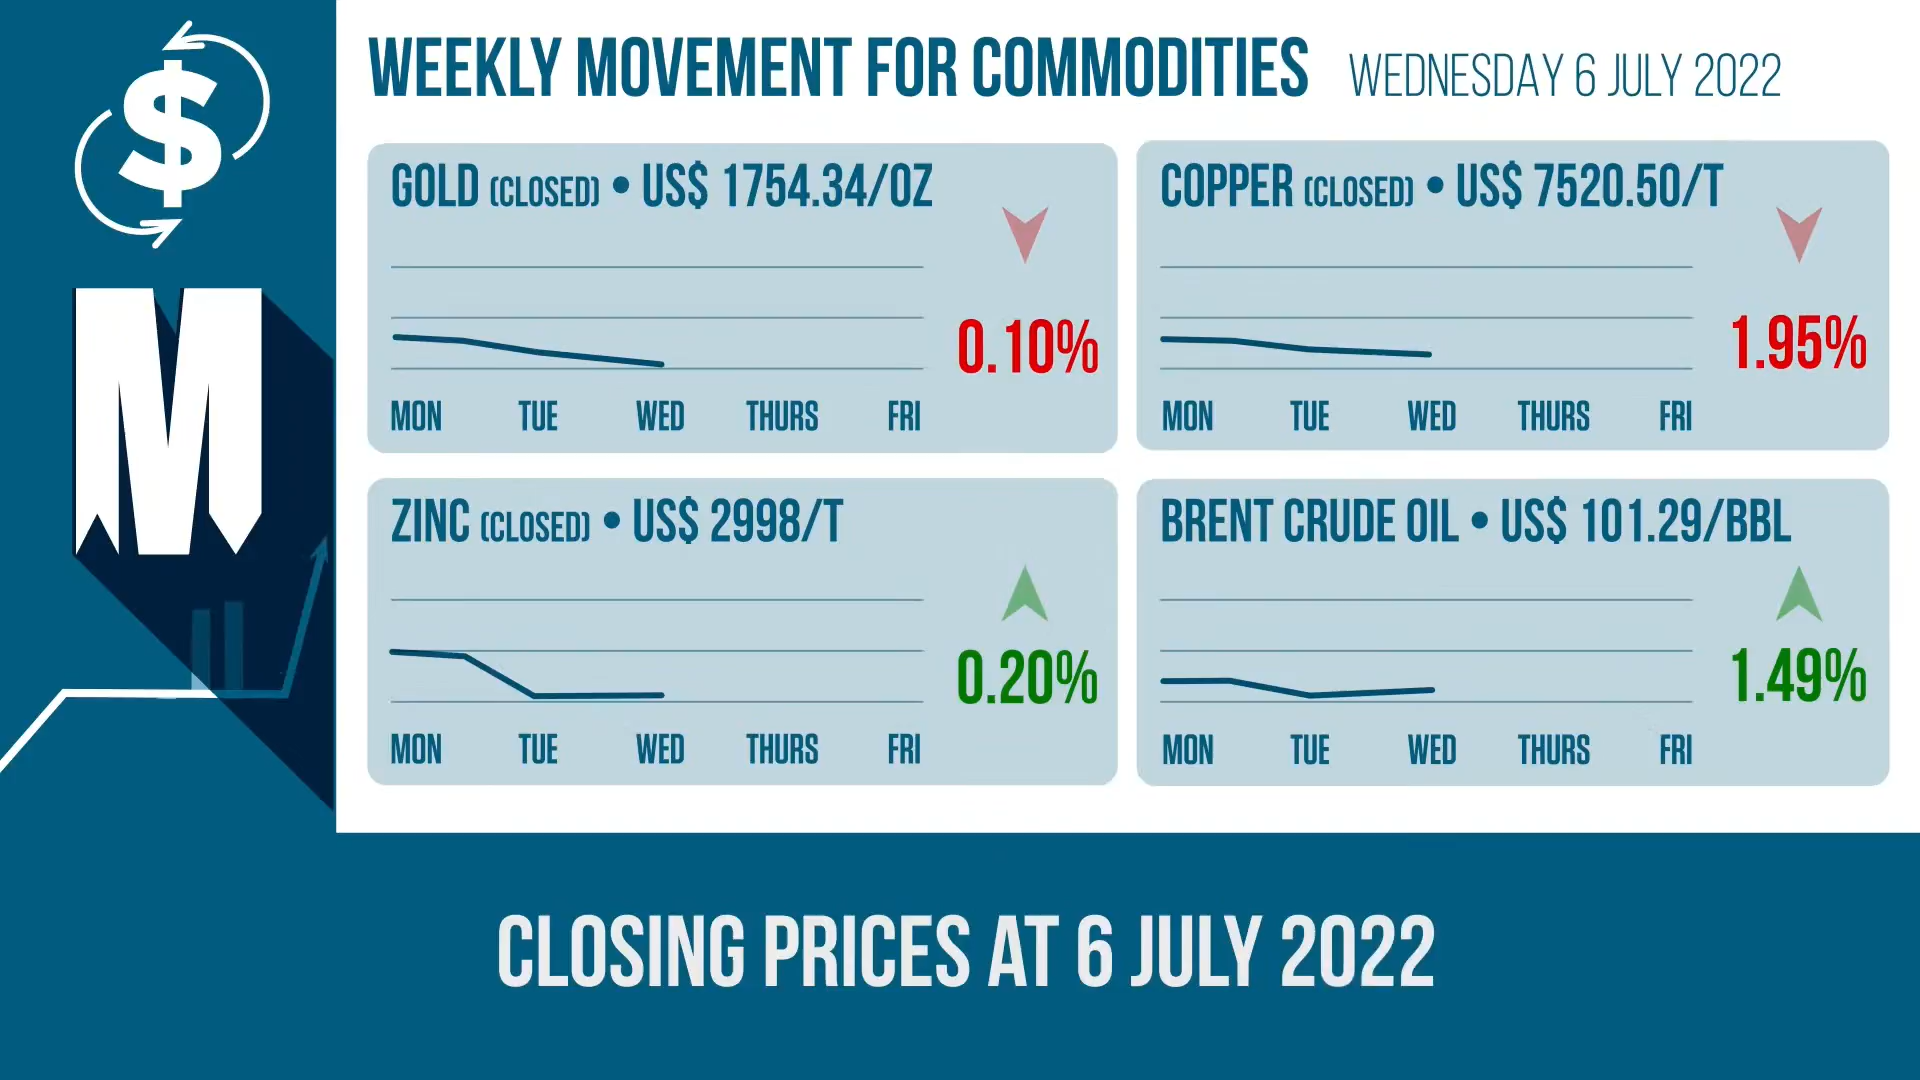 WEEKLY MOVEMENT FOR COMMODITIES WEDNESDAY 6 JULY 2022
GOLD (CLOSED) • US$ 1754.34/OZ
0.10%
MON TUE WED THURS FRI
COPPER (CLOSED) • US$ 7520.50/T
1.95%
MON TUE WED THURS FRI
ZINC (CLOSED) • US$ 2998/T
0.20%
MON TUE WED THURS FRI
BRENT CRUDE OIL • US$ 101.29/BBL
1.49%
MON TUE WED THURS FRI
$
M
CLOSING PRICES AT 6 JULY 2022